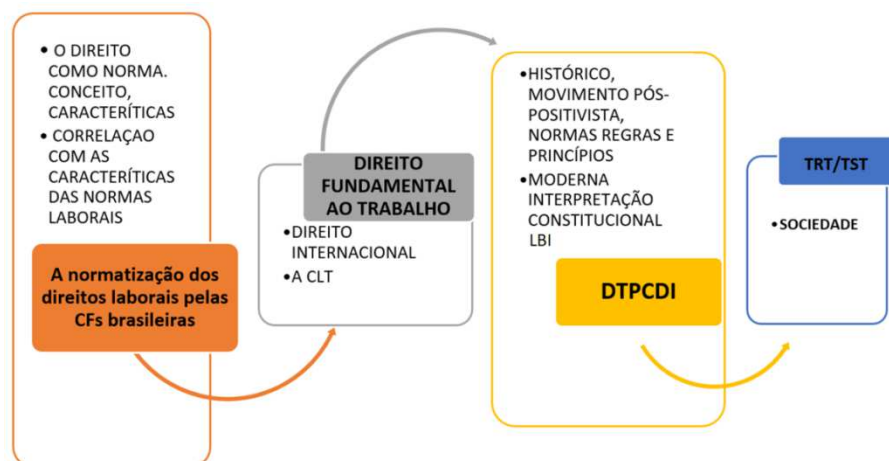 • O DIREITO
COMO NORMA.
CONCEITO,
CARACTERÍTICAS
• CORRELAÇAO
COM AS
CARACTERÍTICAS
DAS NORMAS
LABORAIS
A normatização dos
direitos laborais pelas
CFs brasileiras
DIREITO
FUNDAMENTAL
AO TRABALHO
•DIREITO
INTERNACIONAL
•A CLT
•HISTÓRICO,
MOVIMENTO PÓS-
POSITIVISTA,
NORMAS REGRAS E
PRINCÍPIOS
•MODERNA
INTERPRETAÇÃO
CONSTITUCIONAL
LBI
DTPCDI
TRT/TST
•SOCIEDADE